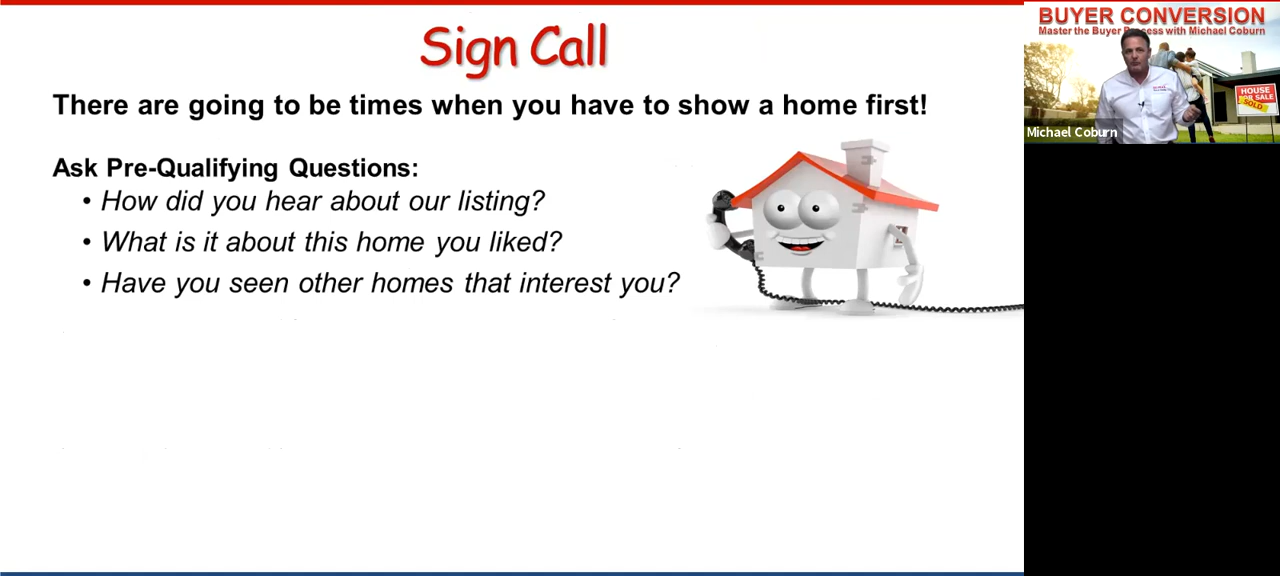 Sign Call
There are going to be times when you have to show a home first!
Ask Pre-Qualifying Questions:
• How did you hear about our listing?
• What is it about this home you liked?
• Have you seen other homes that interest you?
BUYER CONVERSION
Master the Buyer Process with Michael Coburn
HOUSE
FOR SALE
SOLD
Michael Coburn